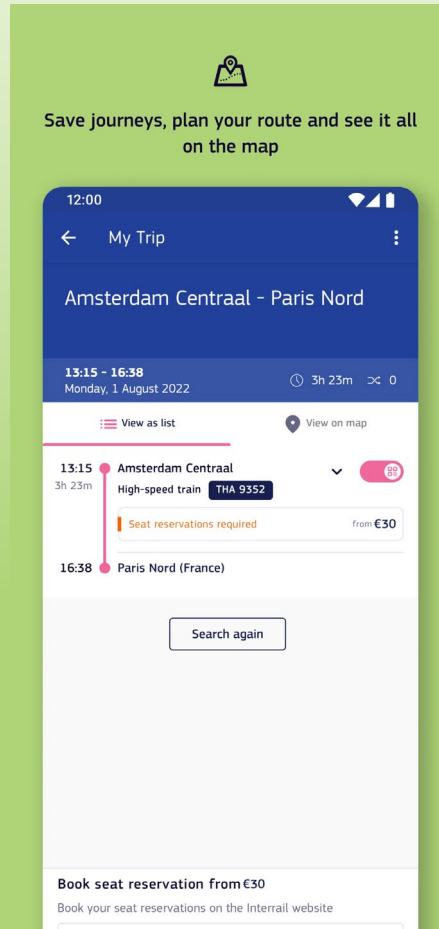 Save journeys, plan your route and see it all
on the map
12:00
My Trip
Amsterdam Centraal - Paris Nord
13:15 - 16:38
Monday, 1 August 2022
3h 23m
0
View as list
View on map
13:15
Amsterdam Centraal
3h 23m
High-speed train
THA 9352
Seat reservations required
from €30
16:38
Paris Nord (France)
Search again
Book seat reservation from €30
Book your seat reservations on the Interrail website